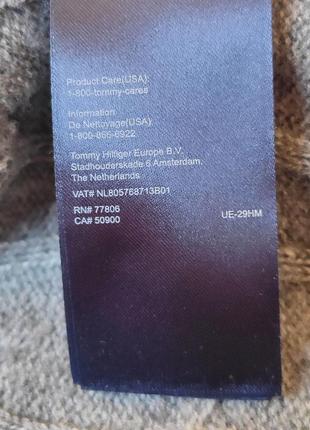 Product Care(USA):
1-800-tommy-cares
Information
De Nettoyage(USA):
1-800-866-6922
Tommy Hilfiger Europe B.V.
Stadhouderskade 6 Amsterdam,
The Netherlands
VAT# NL805768713B01
RN# 77806
CA# 50900
UE-29HM